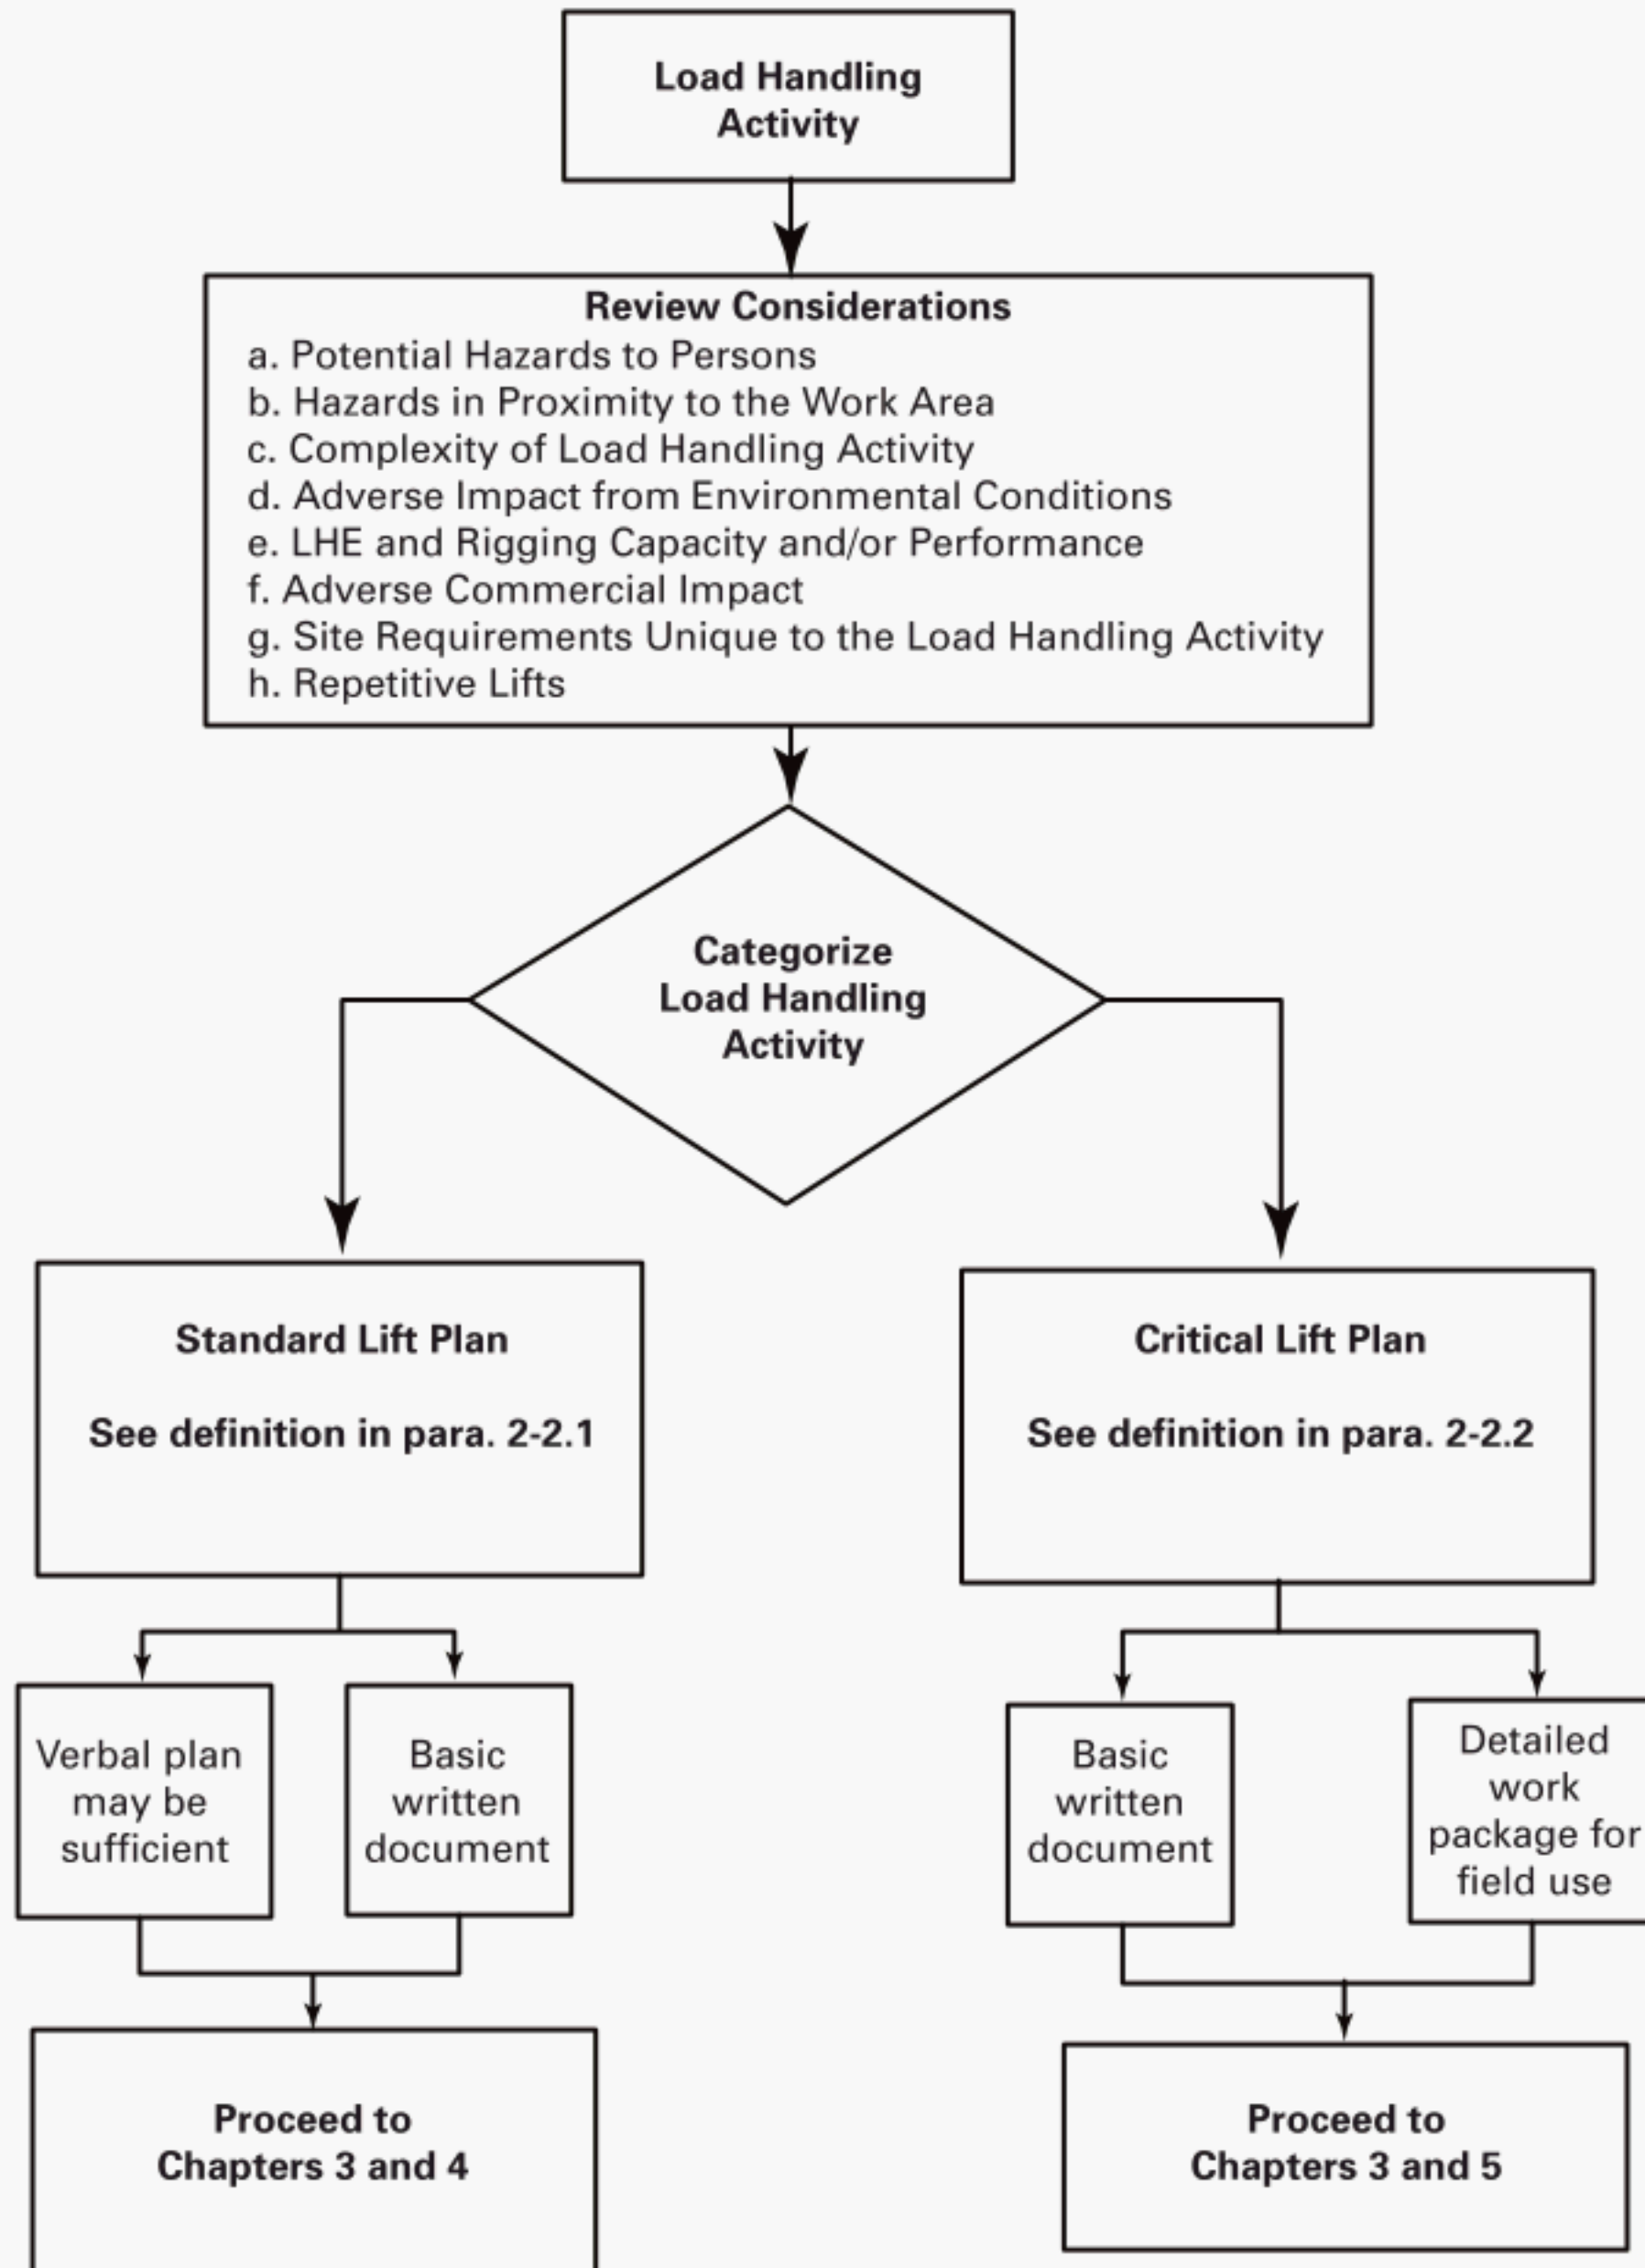 Load Handling
Activity
Review Considerations
a. Potential Hazards to Persons
b. Hazards in Proximity to the Work Area
c. Complexity of Load Handling Activity
d. Adverse Impact from Environmental Conditions
e. LHE and Rigging Capacity and/or Performance
f. Adverse Commercial Impact
g. Site Requirements Unique to the Load Handling Activity
h. Repetitive Lifts
Categorize
Load Handling
Activity
Standard Lift Plan
See definition in para. 2-2.1
Critical Lift Plan
See definition in para. 2-2.2
Verbal plan
may be
sufficient
Basic
written
document
Basic
written
document
Detailed
work
package for
field use
Proceed to
Chapters 3 and 4
Proceed to
Chapters 3 and 5